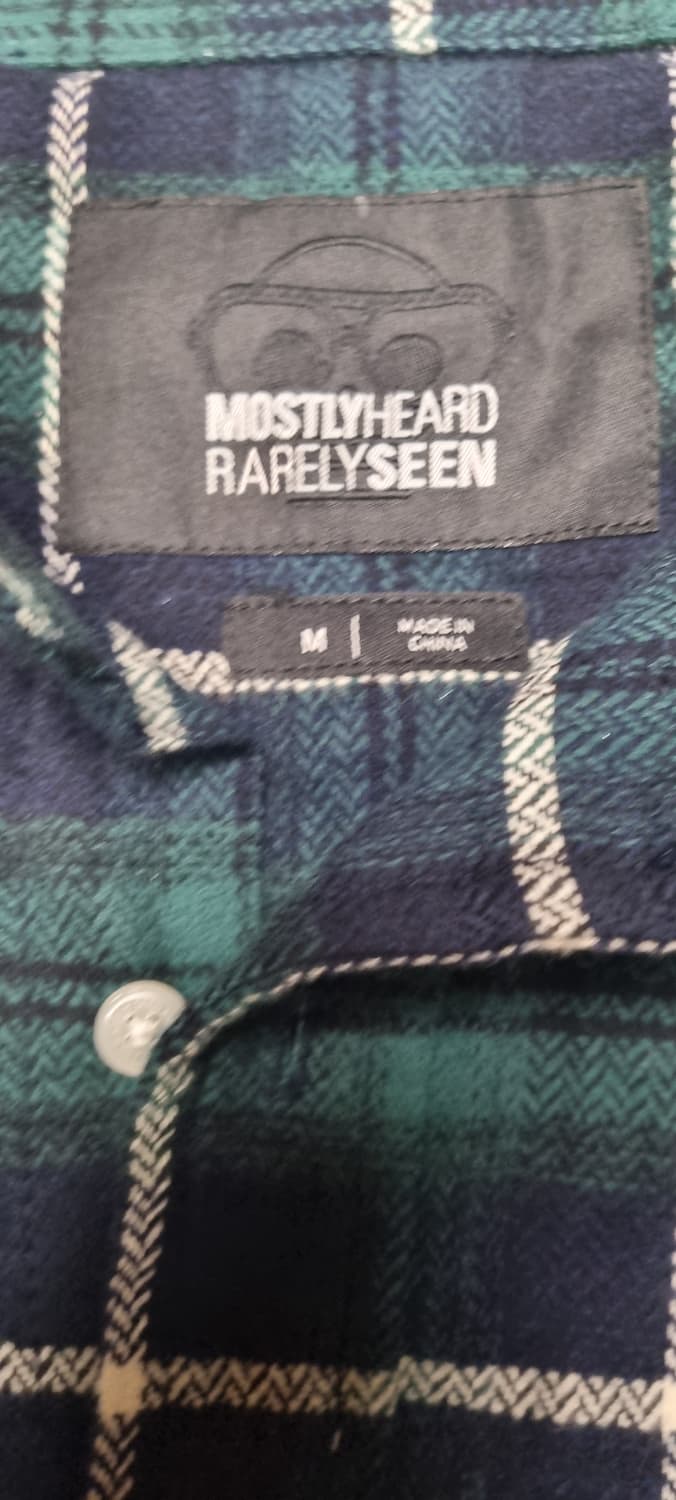 MOSTLYHEARD
RARELYSEEN
M | MADE IN
CHINA